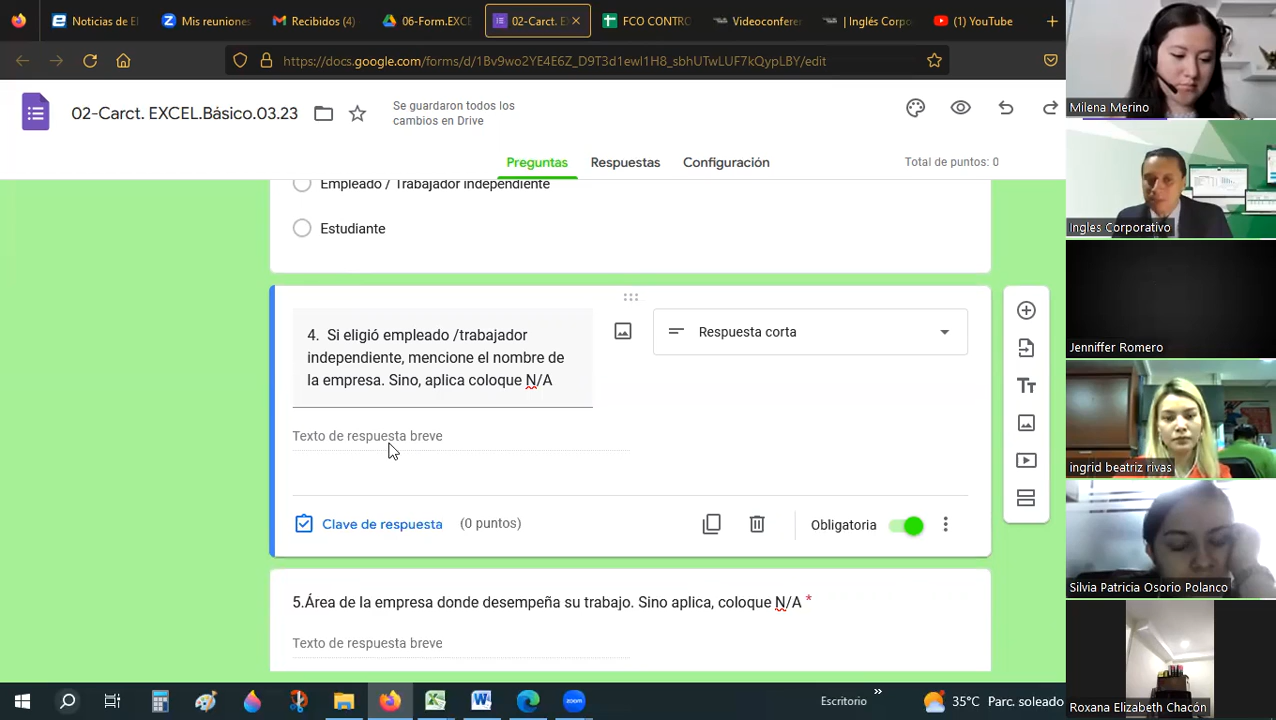 Noticias de El
Mis reuniones
Recibidos (4)
06-Form.EXCE
02-Carct. EX
FCO CONTRO
Videoconferen
| Inglés Corpo
(1) YouTube
https://docs.google.com/forms/d/1Bv9wo2YE4E6Z_D9T3d1ewI1H8_sbhUTwLUF7kQypLBY/edit
02-Carct. EXCEL.Básico.03.23
Se guardaron todos los
cambios en Drive
Preguntas
Respuestas
Configuración
Total de puntos: 0
Empleado / Trabajador independiente
Estudiante
4. Si eligió empleado /trabajador
independiente, mencione el nombre de
la empresa. Sino, aplica coloque N/A
Respuesta corta
Texto de respuesta breve
Clave de respuesta
(0 puntos)
Obligatoria
5.Área de la empresa donde desempeña su trabajo. Sino aplica, coloque N/A *
Texto de respuesta breve
Escritorio
35°C
Parc. soleado
Milena Merino
Ingles Corporativo
Jenniffer Romero
ingrid beatriz rivas
Silvia Patricia Osorio Polanco
Roxana Elizabeth Chacón